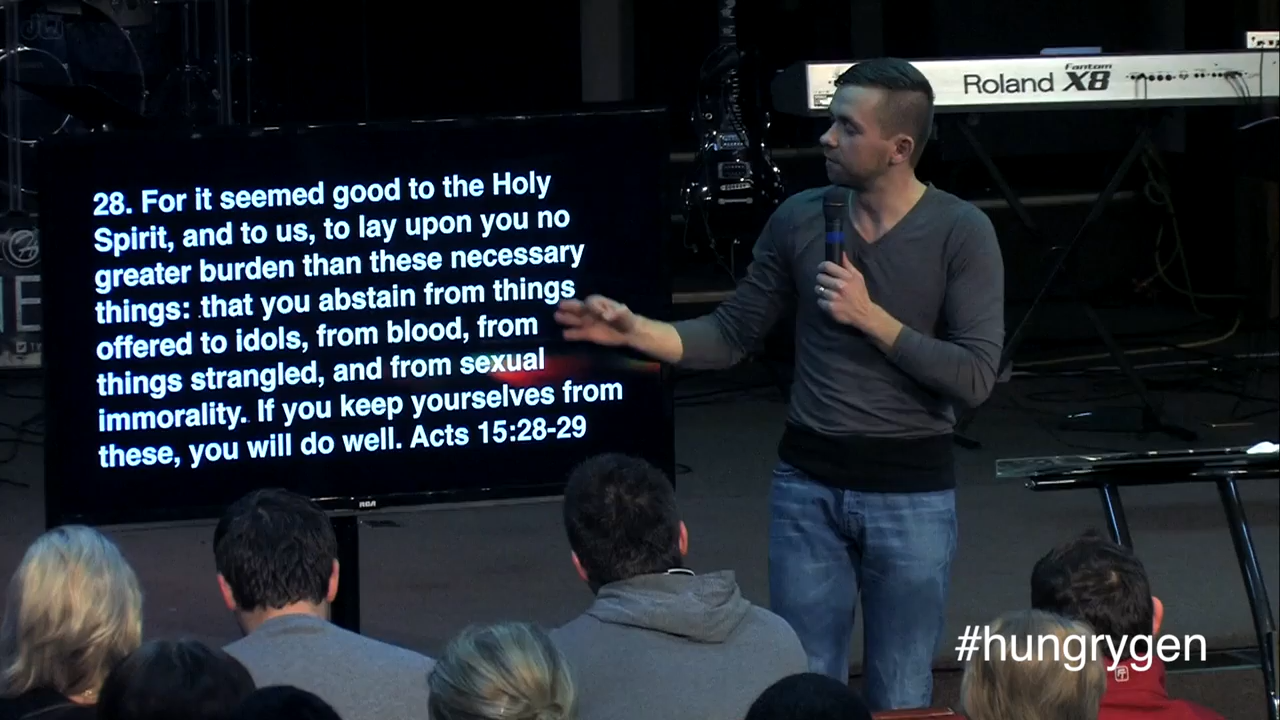 Roland Fantom X8
28. For it seemed good to the Holy
Spirit, and to us, to lay upon you no
greater burden than these necessary
things: that you abstain from things
offered to idols, from blood, from
things strangled, and from sexual
immorality. If you keep yourselves from
these, you will do well. Acts 15:28-29
RCA
#hungrygen